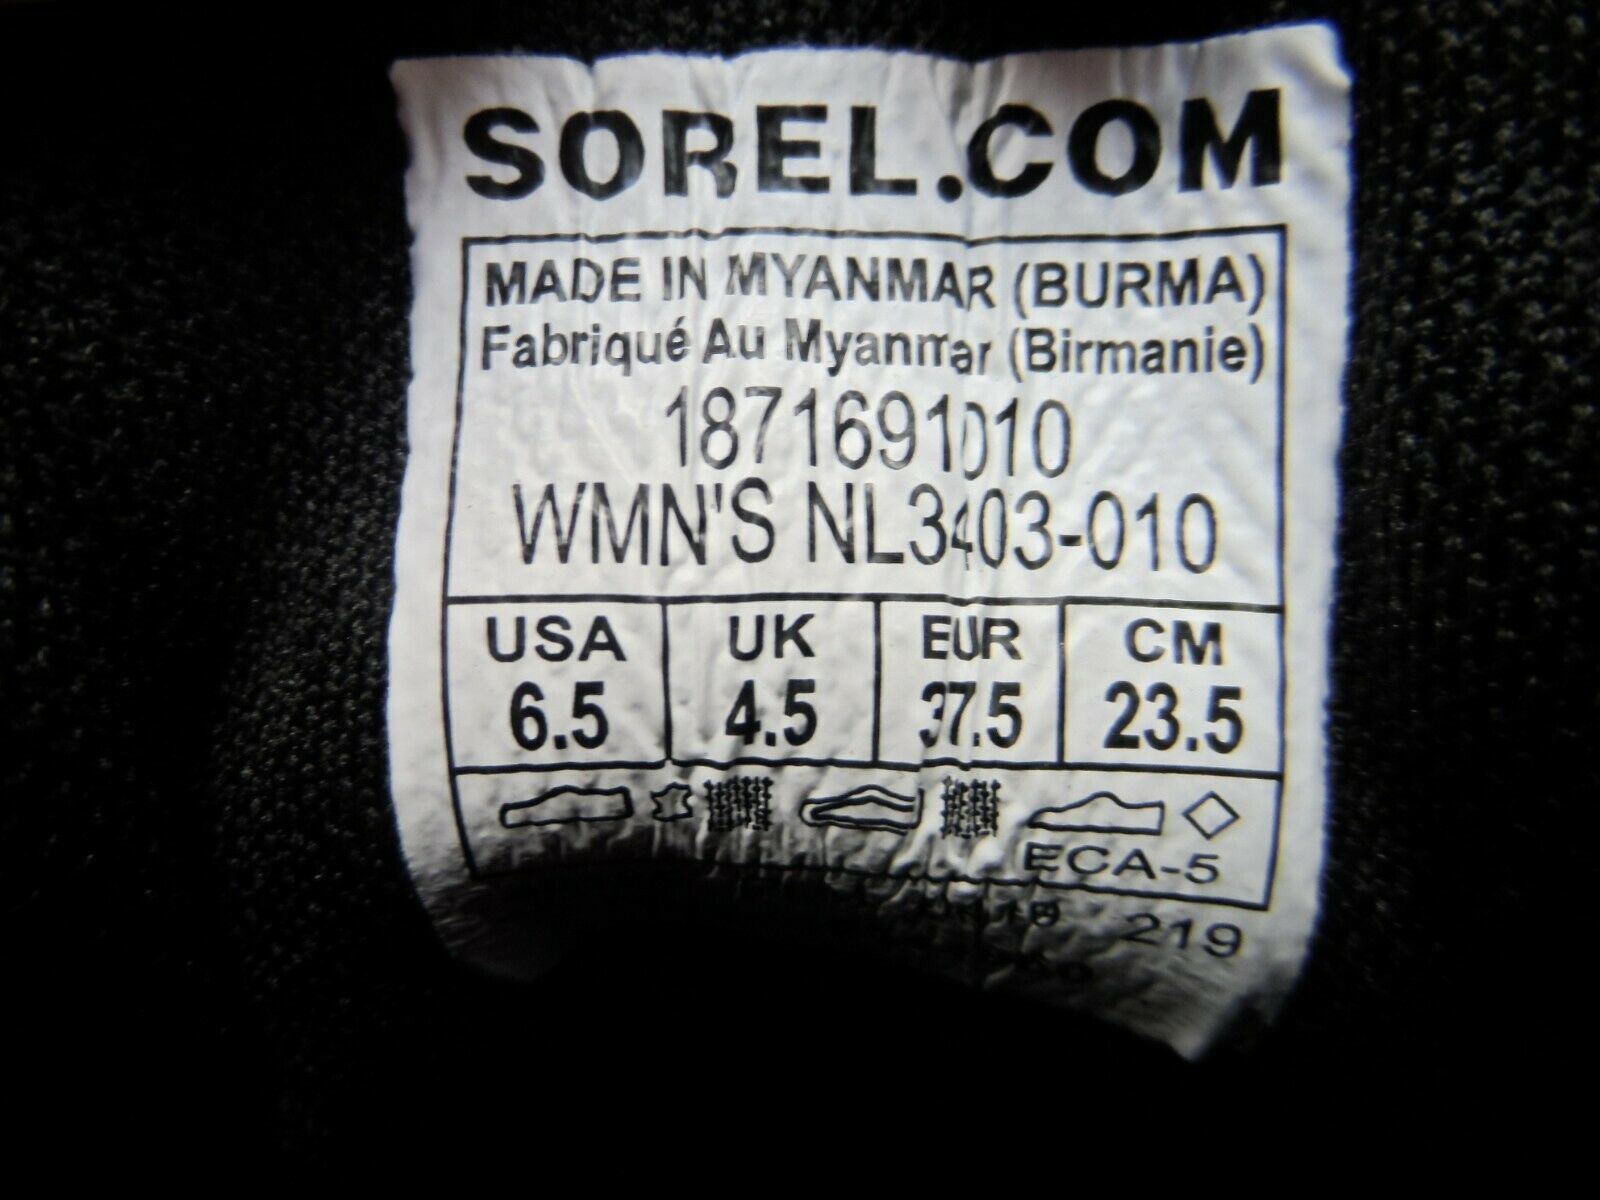 SOREL.COM
MADE IN MYANMAR (BURMA)
Fabriqué Au Myanmar (Birmanie)
1871691010
WMN'S NL3403-010
USA UK EUR CM
6.5 4.5 37.5 23.5
ECA-5
219